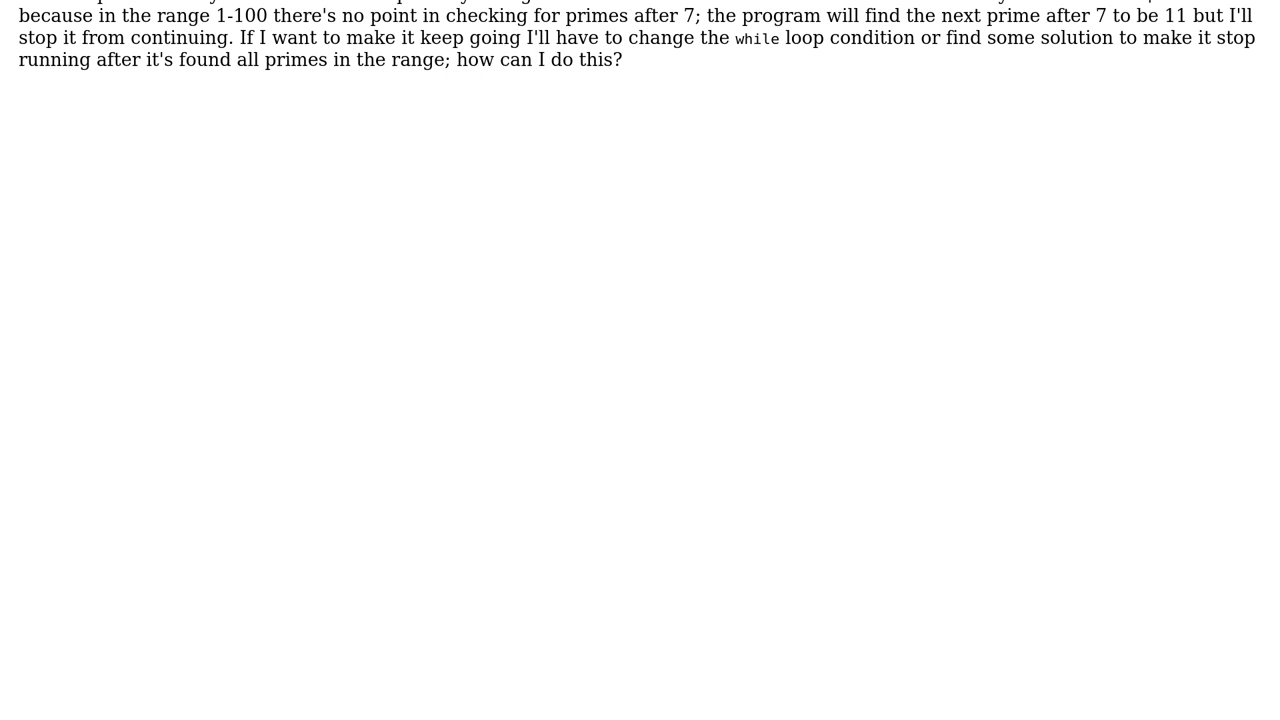 because in the range 1-100 there's no point in checking for primes after 7; the program will find the next prime after 7 to be 11 but I'll
stop it from continuing. If I want to make it keep going I'll have to change the while loop condition or find some solution to make it stop
running after it's found all primes in the range; how can I do this?